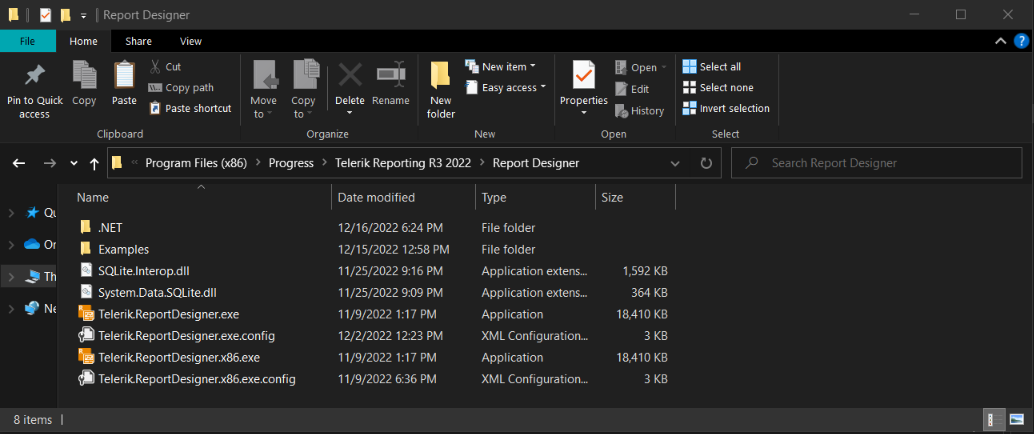 Report Designer
File Home Share View
Pin to Quick access
Copy
Paste
Cut
Copy path
Paste shortcut
Clipboard
Move to
Copy to
Delete
Rename
Organize
New folder
New item
Easy access
New
Properties
Open
Edit
History
Open
Select all
Select none
Invert selection
Select
« Program Files (x86) > Progress > Telerik Reporting R3 2022 > Report Designer
Search Report Designer
Name Date modified Type Size
.NET 12/16/2022 6:24 PM File folder
Examples 12/15/2022 12:58 PM File folder
SQLite.Interop.dll 11/25/2022 9:16 PM Application extens... 1,592 KB
System.Data.SQLite.dll 11/25/2022 9:09 PM Application extens... 364 KB
Telerik.ReportDesigner.exe 11/9/2022 1:17 PM Application 18,410 KB
Telerik.ReportDesigner.exe.config 12/2/2022 12:23 PM XML Configuration... 3 KB
Telerik.ReportDesigner.x86.exe 11/9/2022 1:17 PM Application 18,410 KB
Telerik.ReportDesigner.x86.exe.config 11/9/2022 6:36 PM XML Configuration... 3 KB
Qu
On
Th
Ne
8 items